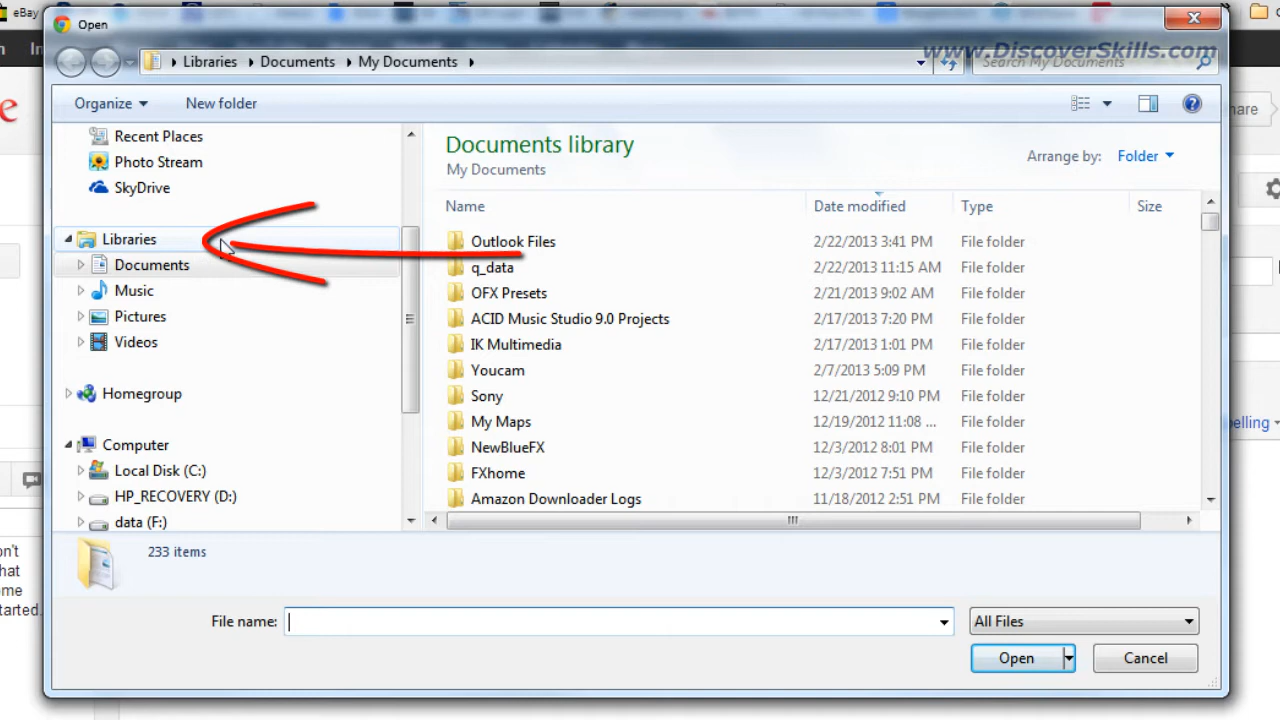 eBay
Open
www.DiscoverSkills.com
Libraries Documents My Documents
Search My Documents
Organize New folder
Recent Places
Photo Stream
SkyDrive
Libraries
Documents
Music
Pictures
Videos
Homegroup
Computer
Local Disk (C:)
HP_RECOVERY (D:)
data (F:)
Documents library
My Documents
Arrange by: Folder
Name Date modified Type Size
Outlook Files 2/22/2013 3:41 PM File folder
q_data 2/22/2013 11:15 AM File folder
OFX Presets 2/21/2013 9:02 AM File folder
ACID Music Studio 9.0 Projects 2/17/2013 7:20 PM File folder
IK Multimedia 2/17/2013 1:01 PM File folder
Youcam 2/7/2013 5:09 PM File folder
Sony 12/21/2012 9:10 PM File folder
My Maps 12/19/2012 11:08 ... File folder
NewBlueFX 12/3/2012 8:01 PM File folder
FXhome 12/3/2012 7:51 PM File folder
Amazon Downloader Logs 11/18/2012 2:51 PM File folder
233 items
File name:
All Files
Open Cancel
hare
elling
on't
hat
me
tarted.